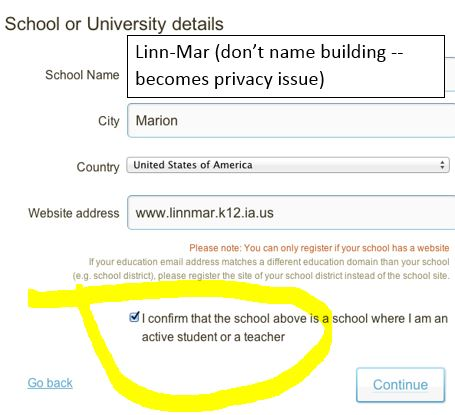 School or University details
School Name
Linn-Mar (don’t name building --
becomes privacy issue)
City
Marion
Country
United States of America
Website address
www.linnmar.k12.ia.us
Please note: You can only register if your school has a website
If your education email address matches a different education domain than your school
(e.g. school district), please register the site of your school district instead of the school site.
I confirm that the school above is a school where I am an
active student or a teacher
Go back
Continue